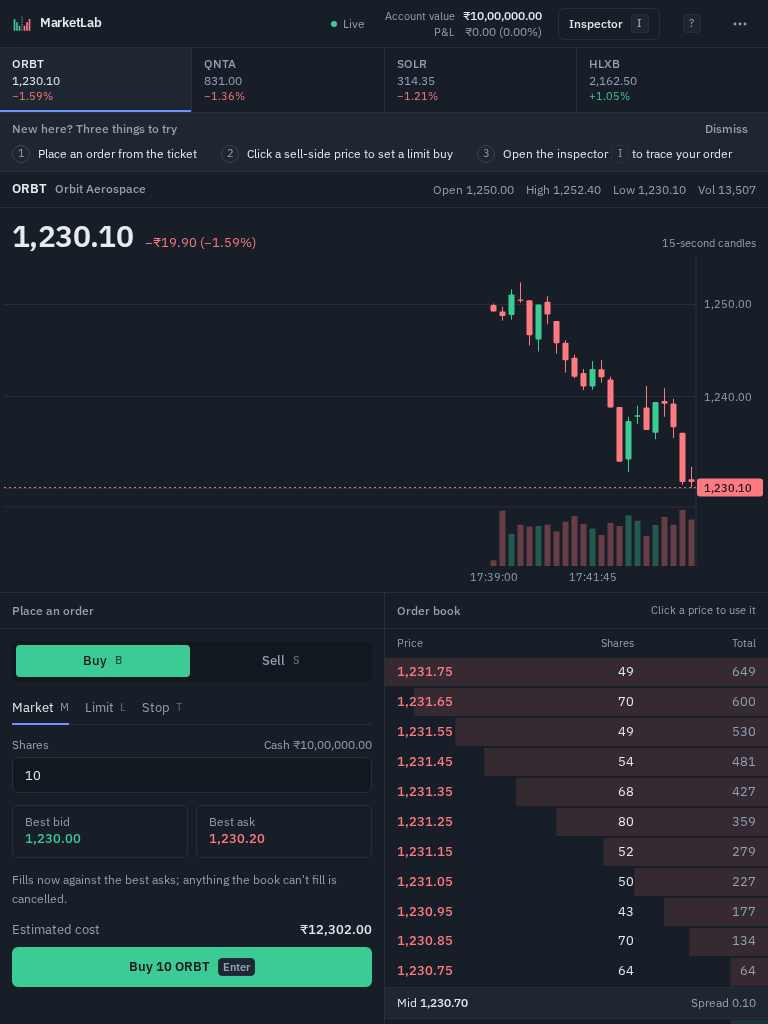 MarketLab
Live
Account value ₹10,00,000.00
P&L ₹0.00 (0.00%)
Inspector I
?
ORBT
1,230.10
−1.59%
QNTA
831.00
−1.36%
SOLR
314.35
−1.21%
HLXB
2,162.50
+1.05%
New here? Three things to try
Dismiss
1 Place an order from the ticket
2 Click a sell-side price to set a limit buy
3 Open the inspector I to trace your order
ORBT Orbit Aerospace
Open 1,250.00 High 1,252.40 Low 1,230.10 Vol 13,507
1,230.10 −₹19.90 (−1.59%)
15-second candles
1,250.00
1,240.00
1,230.10
17:39:00 17:41:45
Place an order
Buy B
Sell S
Market M
Limit L
Stop T
Shares
Cash ₹10,00,000.00
10
Best bid
1,230.00
Best ask
1,230.20
Fills now against the best asks; anything the book can't fill is
cancelled.
Estimated cost ₹12,302.00
Buy 10 ORBT Enter
Order book
Click a price to use it
Price Shares Total
1,231.75 49 649
1,231.65 70 600
1,231.55 49 530
1,231.45 54 481
1,231.35 68 427
1,231.25 80 359
1,231.15 52 279
1,231.05 50 227
1,230.95 43 177
1,230.85 70 134
1,230.75 64 64
Mid 1,230.70
Spread 0.10